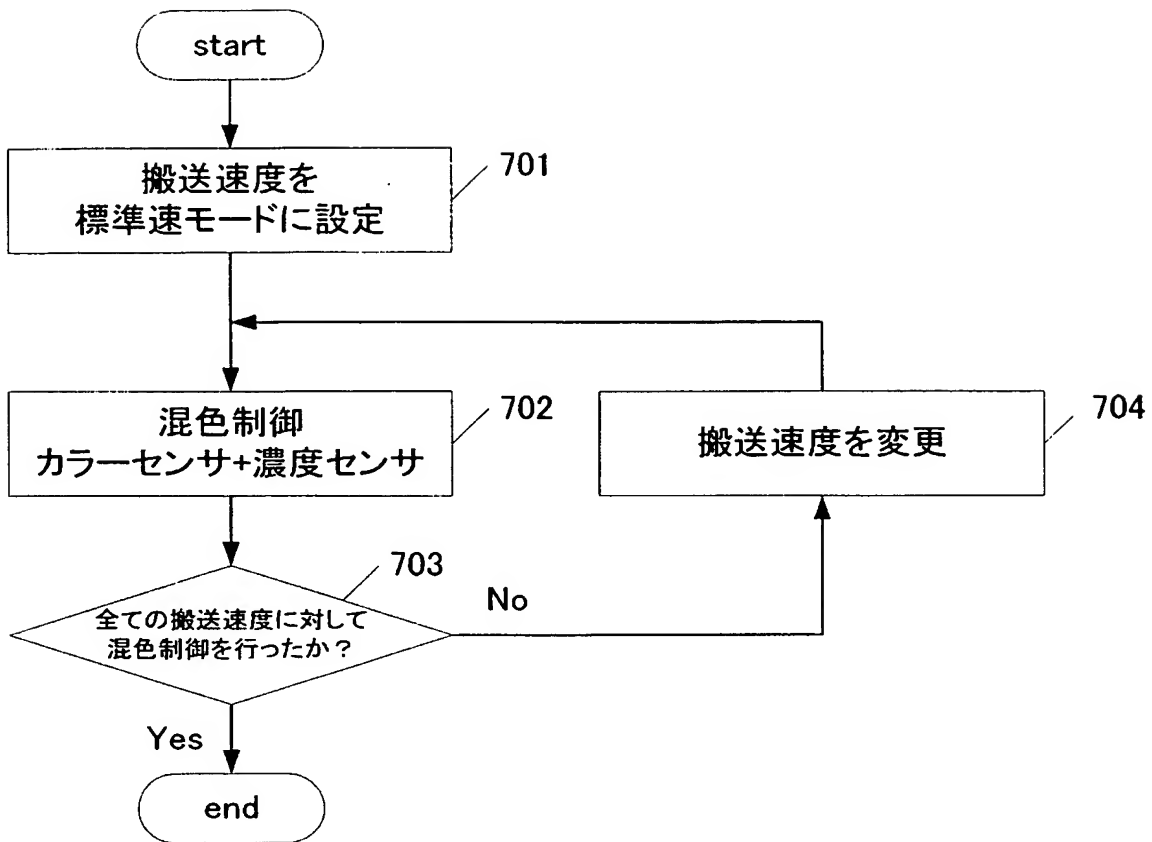 start
搬送速度を
標準速モードに設定
701
混色制御
カラーセンサ+濃度センサ
702
搬送速度を変更
704
703
全ての搬送速度に対して
混色制御を行ったか？
No
Yes
end